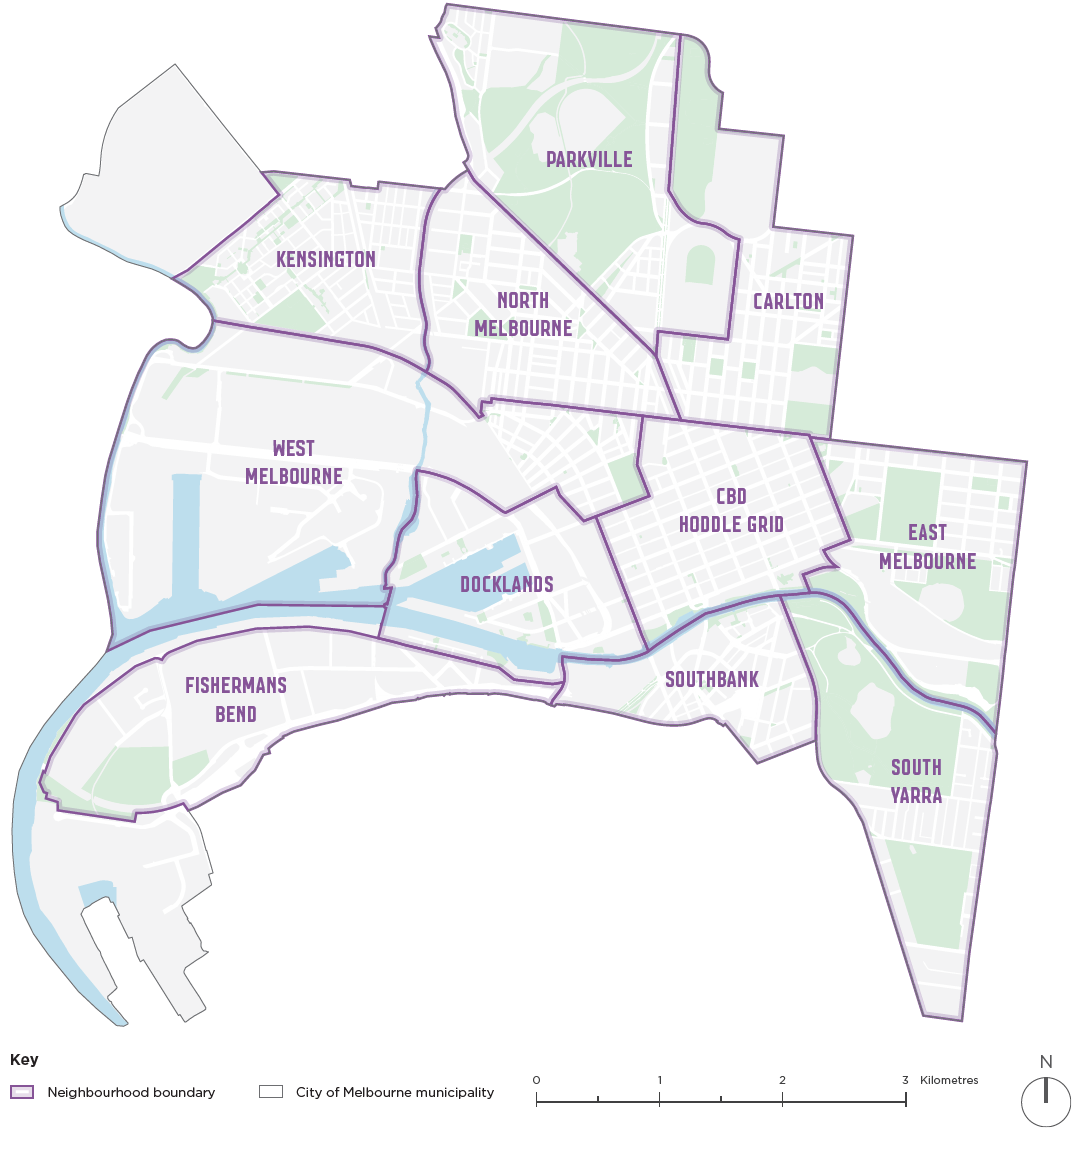 PARKVILLE
KENSINGTON
NORTH
MELBOURNE
CARLTON
WEST
MELBOURNE
CBD
HODDLE GRID
EAST
MELBOURNE
DOCKLANDS
FISHERMANS
BEND
SOUTHBANK
SOUTH
YARRA
Key
Neighbourhood boundary
City of Melbourne municipality
0 1 2 3 Kilometres
N